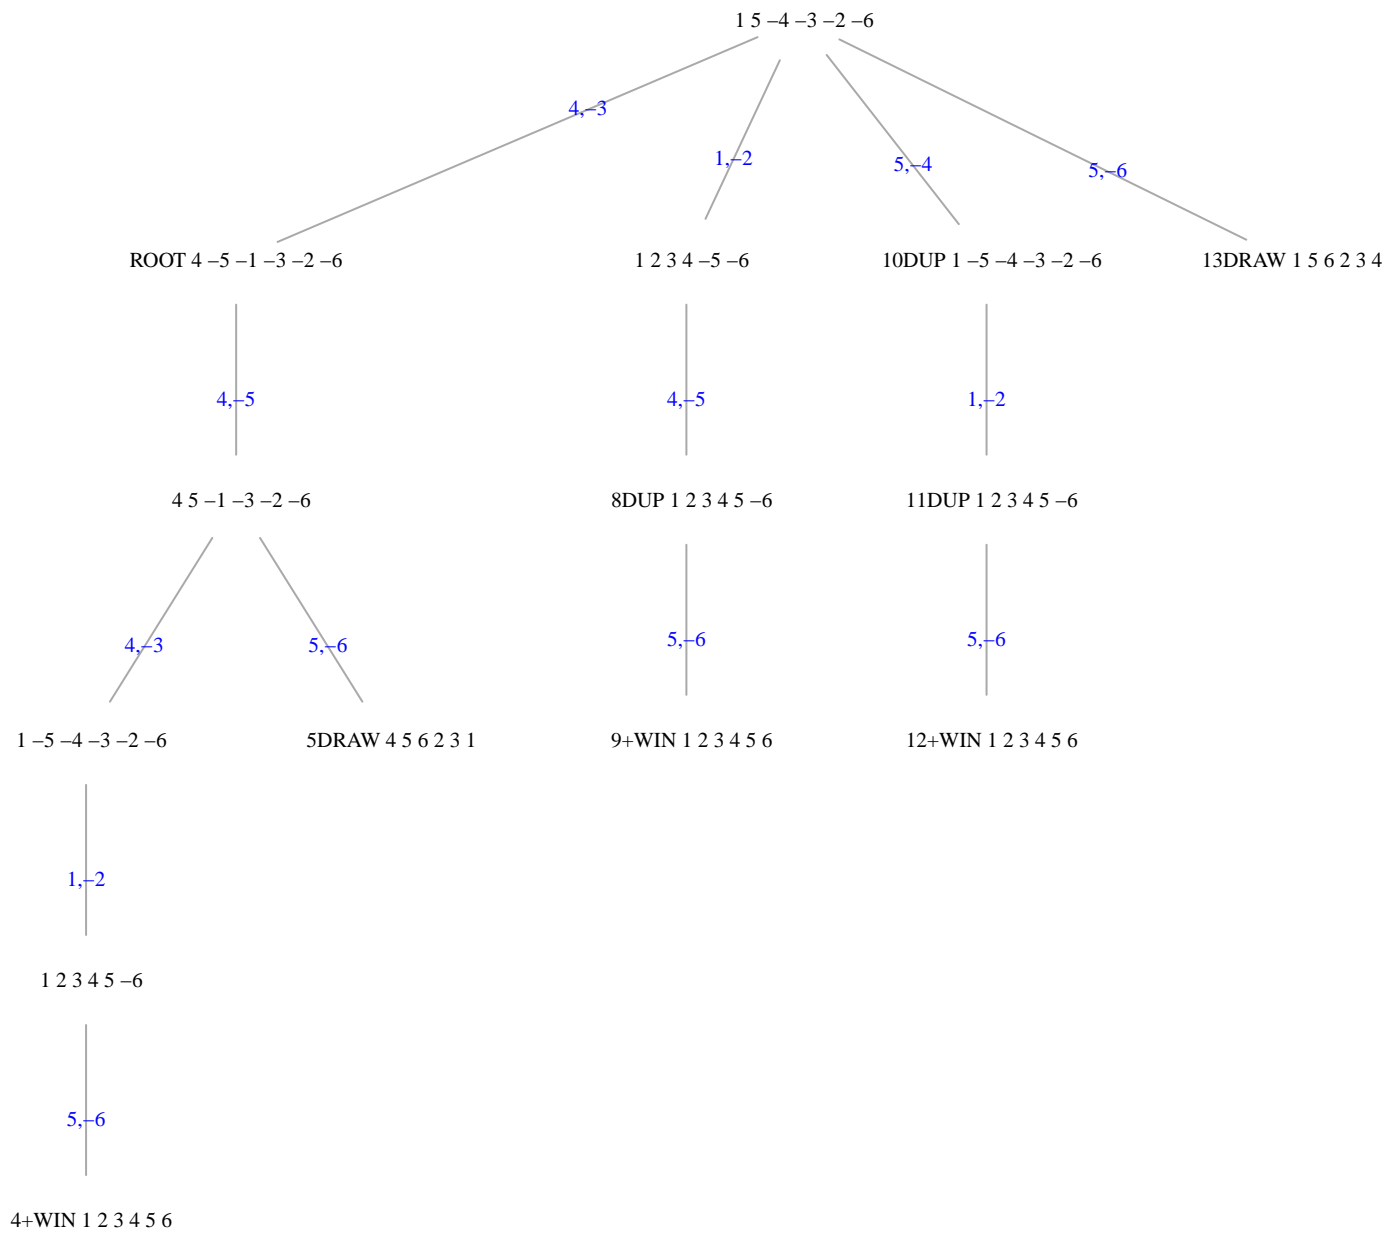 1 5 −4 −3 −2 −6
4,−3
1,−2
5,−4
5,−6
ROOT 4 −5 −1 −3 −2 −6
1 2 3 4 −5 −6
10DUP 1 −5 −4 −3 −2 −6
13DRAW 1 5 6 2 3 4
4,−5
4,−5
1,−2
4 5 −1 −3 −2 −6
8DUP 1 2 3 4 5 −6
11DUP 1 2 3 4 5 −6
4,−3
5,−6
5,−6
5,−6
1 −5 −4 −3 −2 −6
5DRAW 4 5 6 2 3 1
9+WIN 1 2 3 4 5 6
12+WIN 1 2 3 4 5 6
1,−2
1 2 3 4 5 −6
5,−6
4+WIN 1 2 3 4 5 6